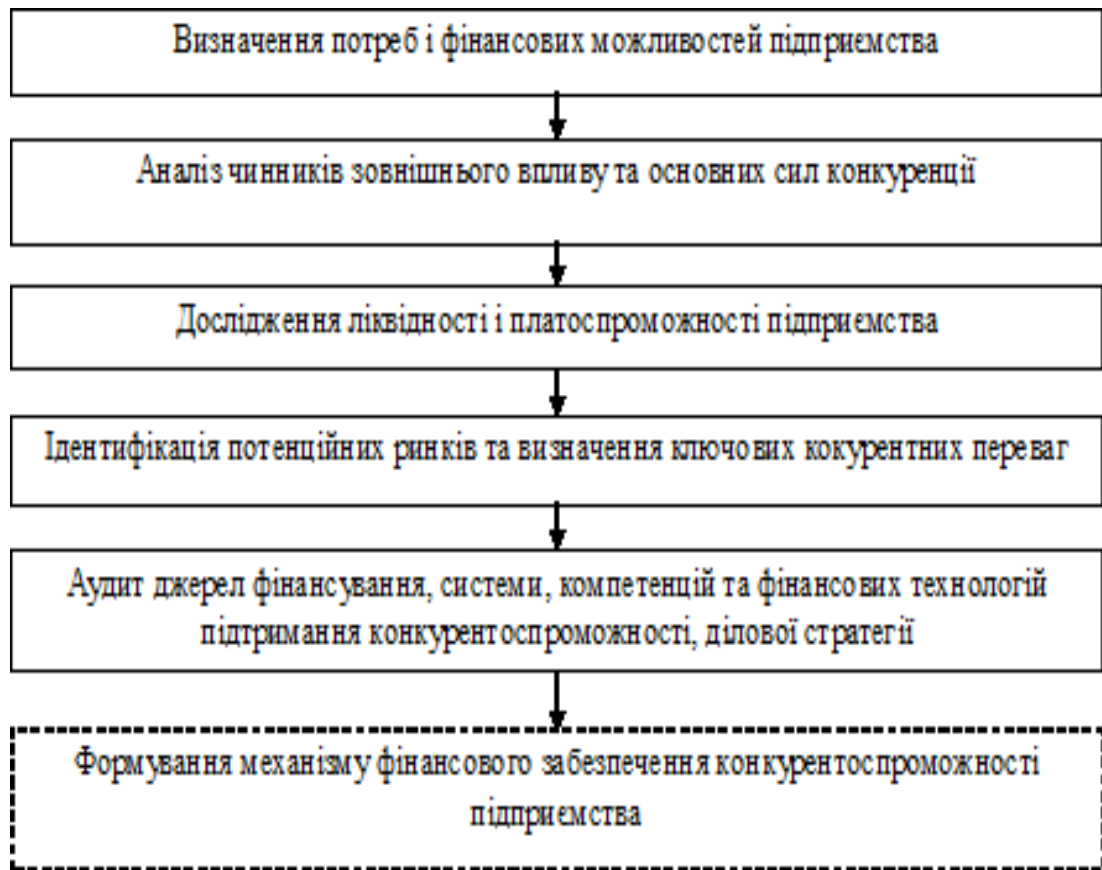 Визначення потреб і фінансових можливостей підприємства
Аналіз чинників зовнішнього впливу та основних сил конкуренції
Дослідження ліквідності і платоспроможності підприємства
Ідентифікація потенційних ринків та визначення ключових кокурентних переваг
Аудит джерел фінансування, системи, компетенцій та фінансових технологій
підтримання конкурентоспроможності, ділової стратегії
Формування механізму фінансового забезпечення конкурентоспроможності
підприємства